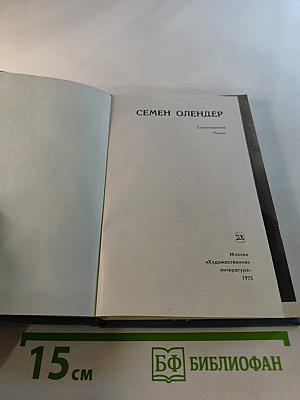 СЕМЕН ОЛЕНДЕР
Стихотворения
Поэмы
Москва
«Художественная
литература»
1975
15 см
БФ БИБЛИОФАН